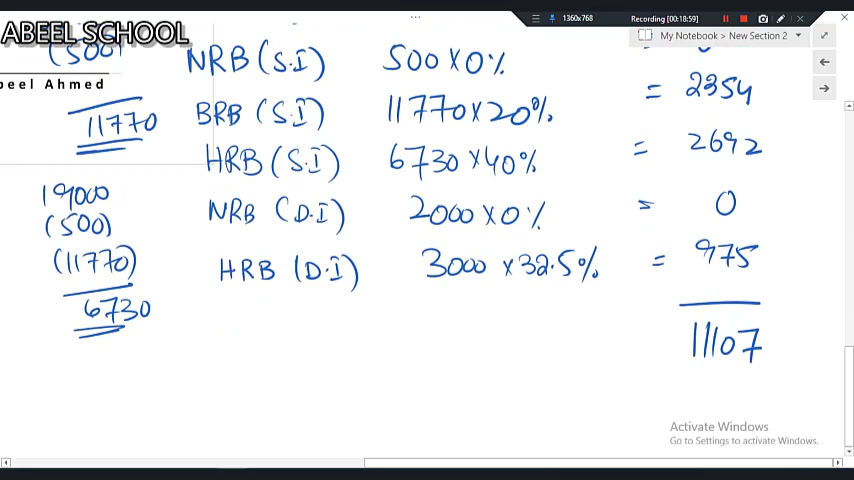 1360x768
Recording [00:18:59]
ABEEL SCHOOL
My Notebook > New Section 2
(500)
NRB (S.I) 500 x 0%
beel Ahmed
= 2354
11770
BRB (S.I) 11770 x 20%
HRB (S.I) 6730 x 40% = 2692
19000
(500)
NRB (D.I) 2000 x 0% = 0
(11770)
HRB (D.I) 3000 x 32.5% = 975
6730
11107
Activate Windows
Go to Settings to activate Windows.